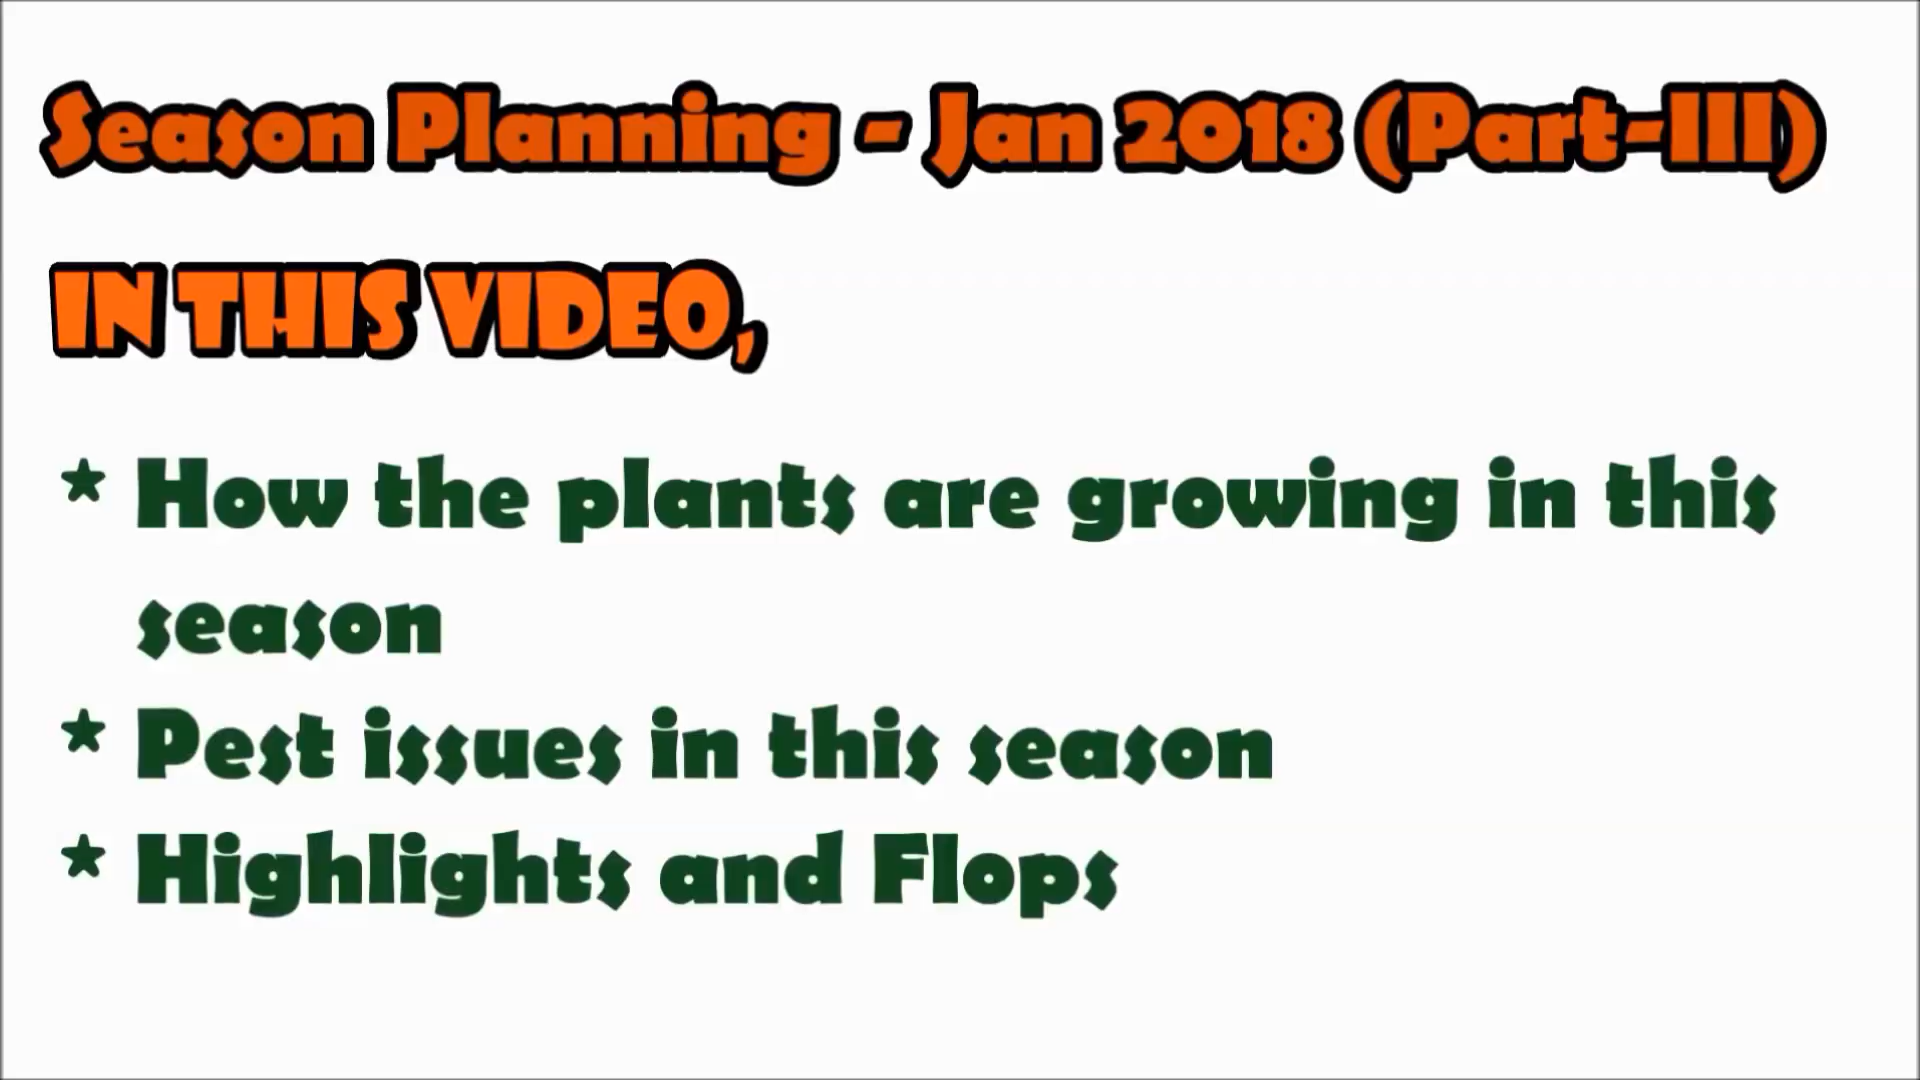 Season Planning - Jan 2018 (Part-III)
IN THIS VIDEO,
* How the plants are growing in this
season
* Pest issues in this season
* Highlights and Flops